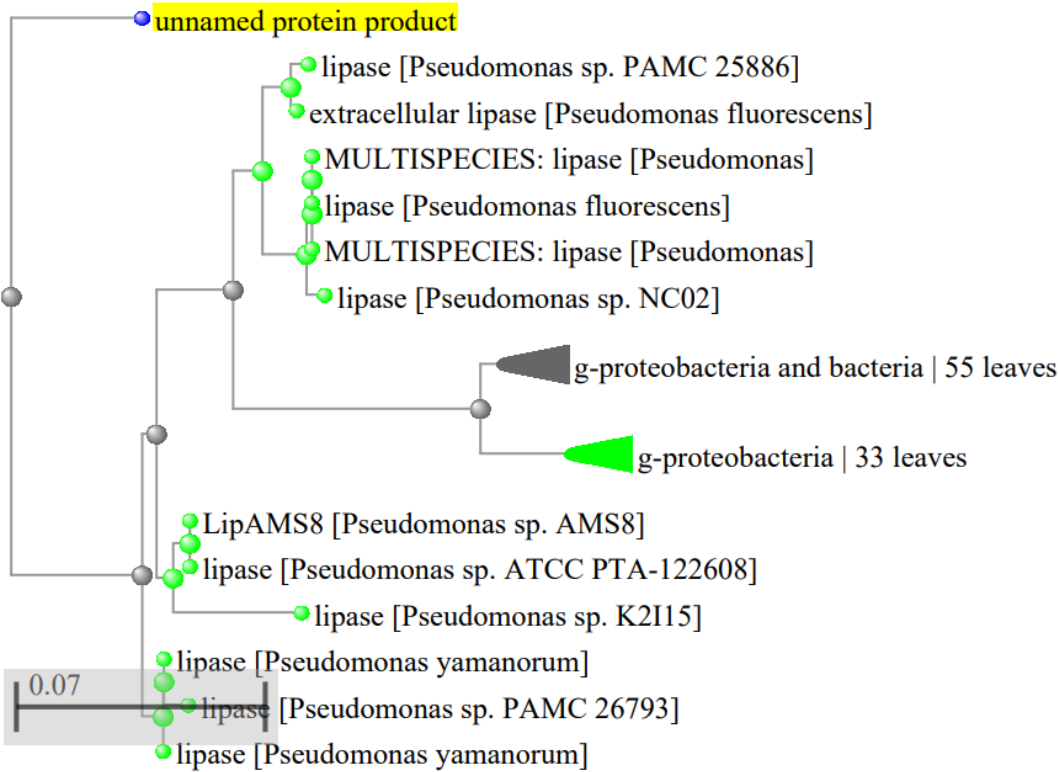 unnamed protein product
lipase [Pseudomonas sp. PAMC 25886]
extracellular lipase [Pseudomonas fluorescens]
MULTISPECIES: lipase [Pseudomonas]
lipase [Pseudomonas fluorescens]
MULTISPECIES: lipase [Pseudomonas]
lipase [Pseudomonas sp. NC02]
g-proteobacteria and bacteria | 55 leaves
g-proteobacteria | 33 leaves
LipAMS8 [Pseudomonas sp. AMS8]
lipase [Pseudomonas sp. ATCC PTA-122608]
lipase [Pseudomonas sp. K2I15]
lipase [Pseudomonas yamanorum]
0.07
lipase [Pseudomonas sp. PAMC 26793]
lipase [Pseudomonas yamanorum]